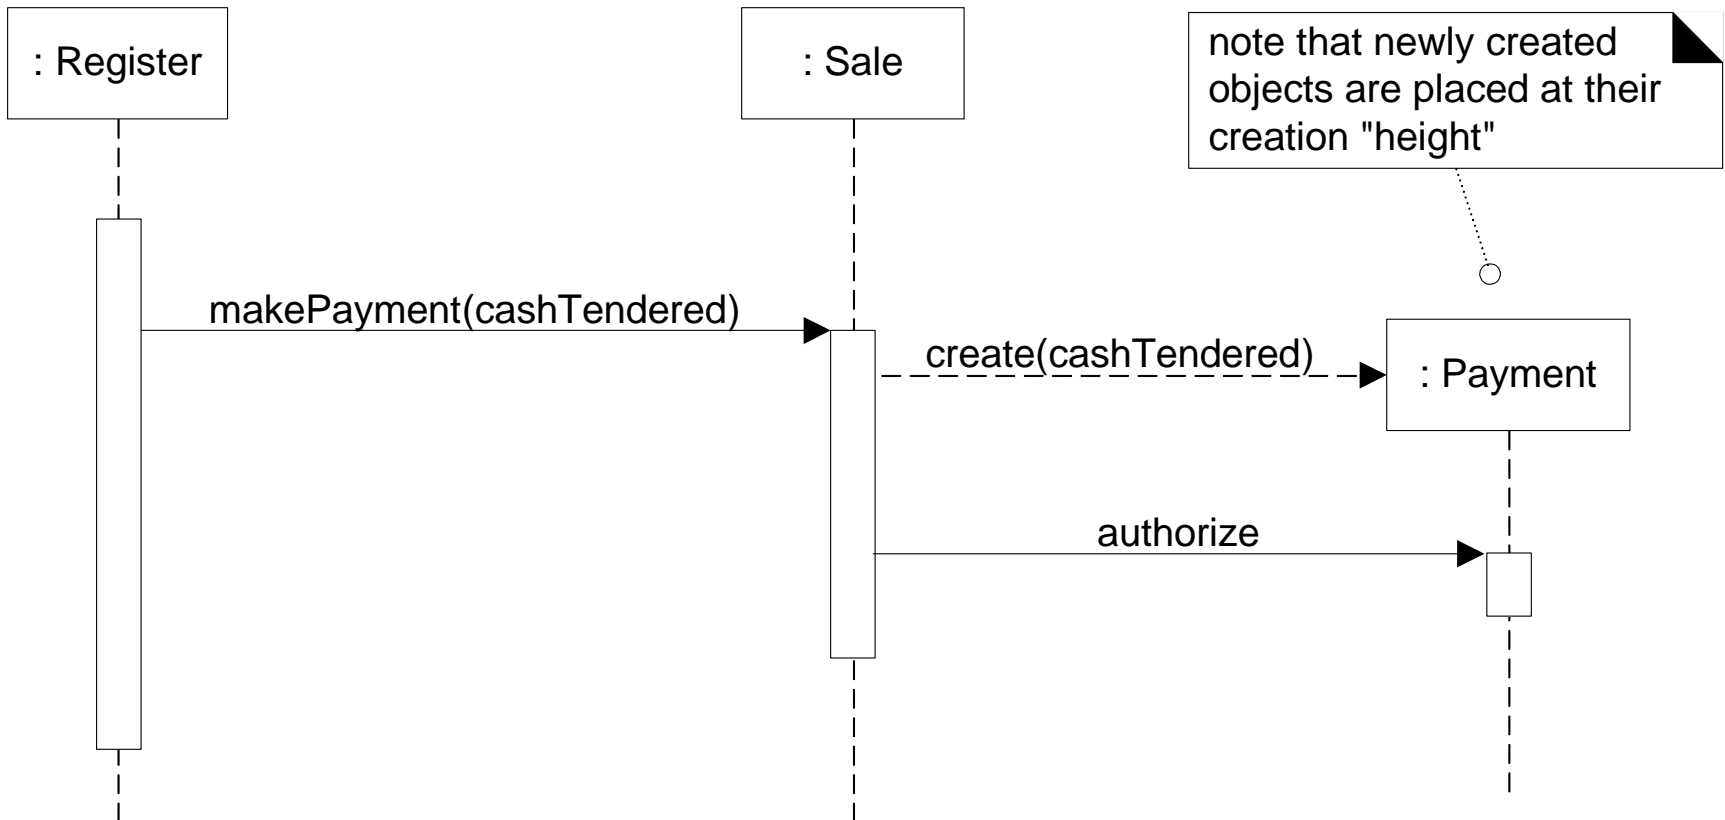 : Register
: Sale
note that newly created
objects are placed at their
creation "height"
makePayment(cashTendered)
create(cashTendered)
: Payment
authorize